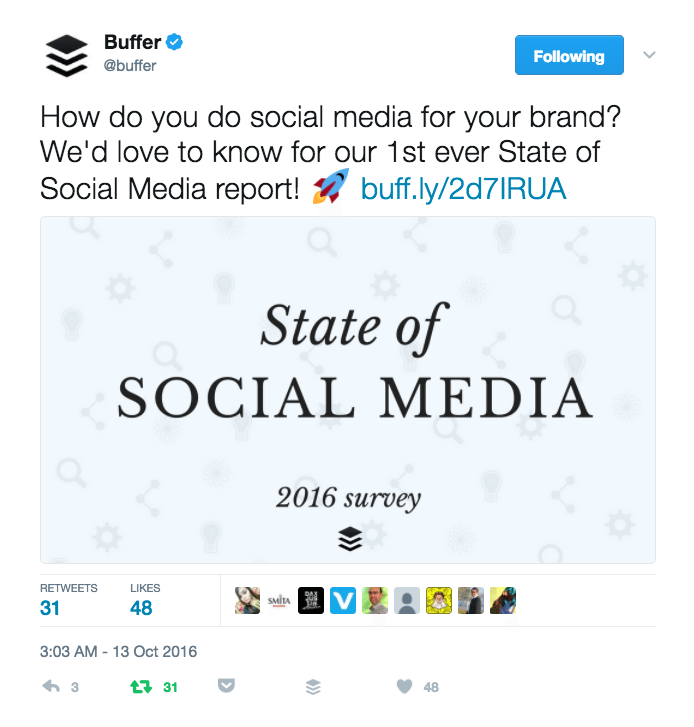 Buffer
@buffer
Following
How do you do social media for your brand?
We'd love to know for our 1st ever State of
Social Media report! 🚀 buff.ly/2d7IRUA
State of
SOCIAL MEDIA
2016 survey
RETWEETS LIKES
31 48
SMITA
V
3:03 AM - 13 Oct 2016
3 31 48